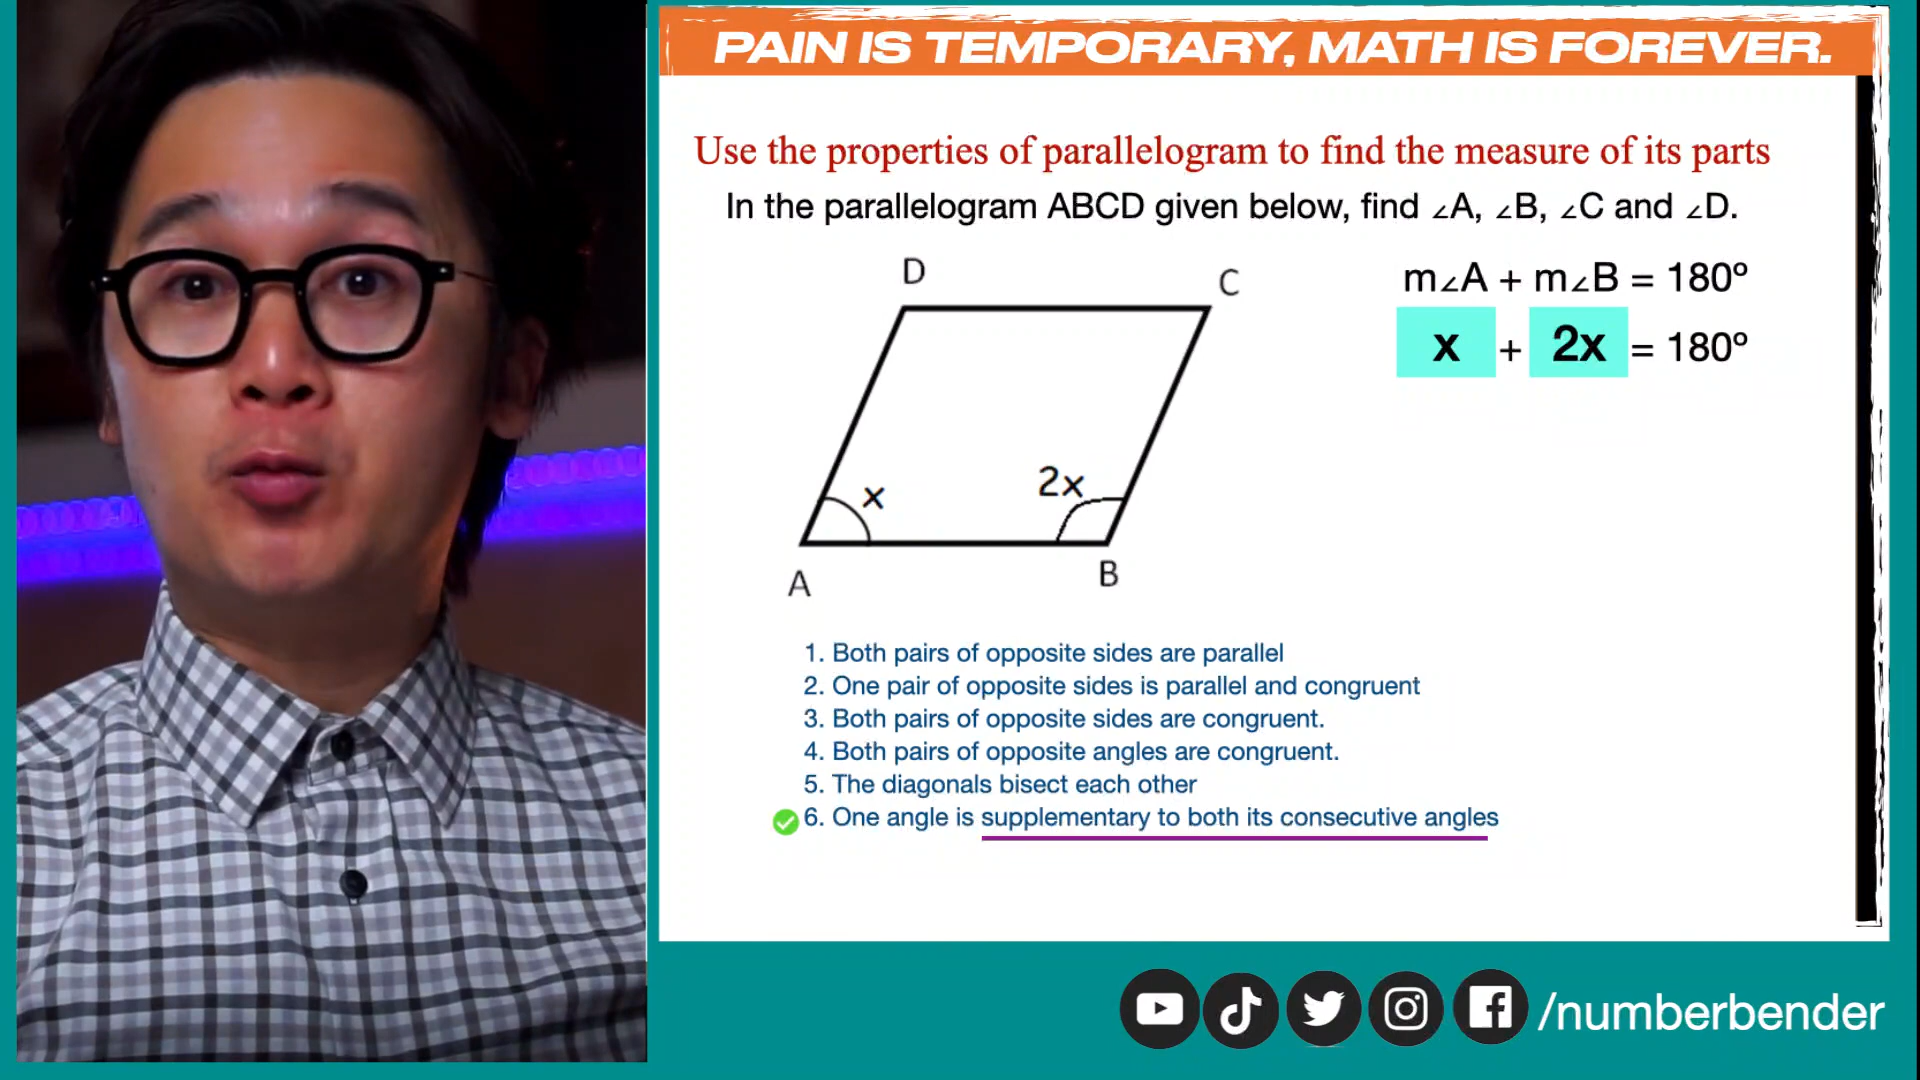 PAIN IS TEMPORARY, MATH IS FOREVER.
Use the properties of parallelogram to find the measure of its parts
In the parallelogram ABCD given below, find ∠A, ∠B, ∠C and ∠D.
D
C
m∠A + m∠B = 180º
x + 2x = 180º
x
2x
A
B
1. Both pairs of opposite sides are parallel
2. One pair of opposite sides is parallel and congruent
3. Both pairs of opposite sides are congruent.
4. Both pairs of opposite angles are congruent.
5. The diagonals bisect each other
6. One angle is supplementary to both its consecutive angles
/numberbender